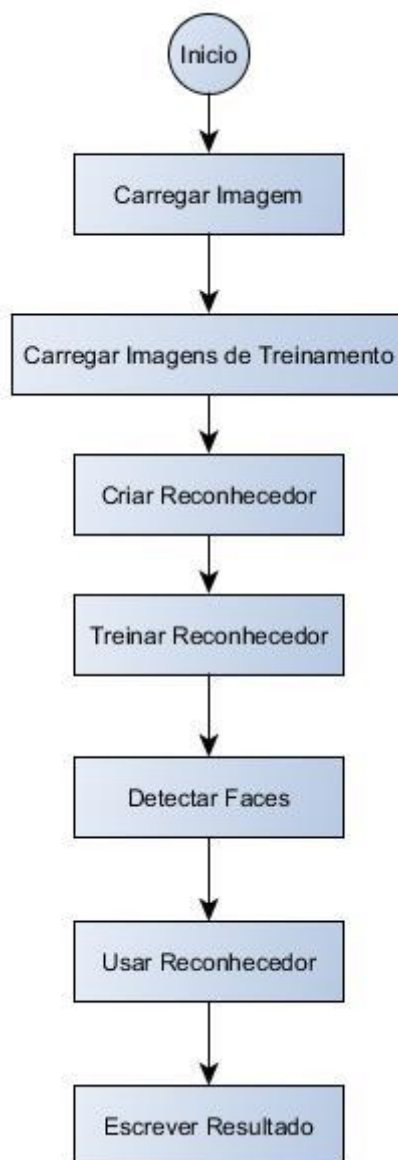 Inicio
Carregar Imagem
Carregar Imagens de Treinamento
Criar Reconhecedor
Treinar Reconhecedor
Detectar Faces
Usar Reconhecedor
Escrever Resultado